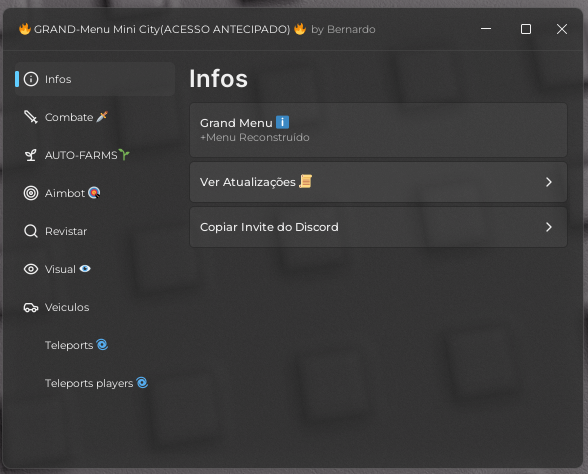 🔥GRAND-Menu Mini City(ACESSO ANTECIPADO) 🔥 by Bernardo
Infos
Combate 🗡️
AUTO-FARMS🌱
Aimbot 🎯
Revistar
Visual 👁️
Veiculos
Teleports 🌀
Teleports players 🌀
Infos
Grand Menu ℹ️
+Menu Reconstruído
Ver Atualizações 📜
Copiar Invite do Discord